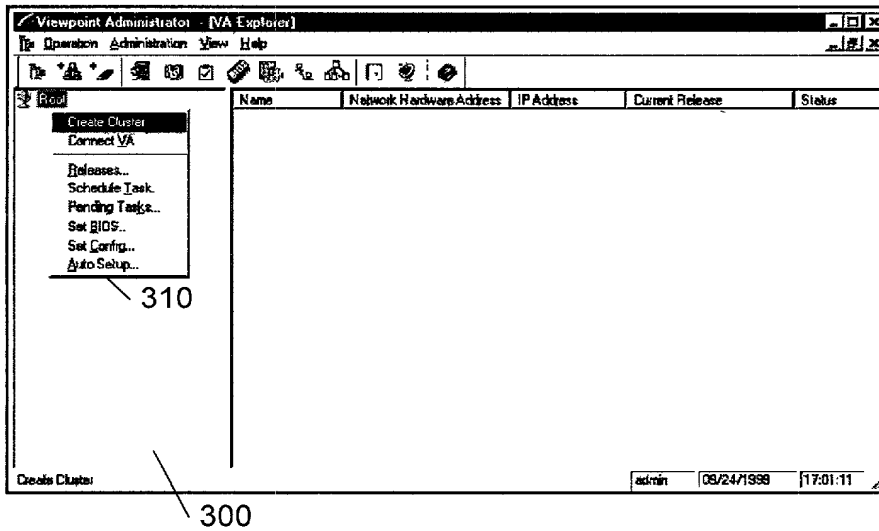 Viewpoint Administrator - [VA Explorer]
Operation Administration View Help
Root
Name Network Hardware Address IP Address Current Release Status
Create Cluster
Connect VA
Releases...
Schedule Task.
Pending Tasks...
Set BIOS..
Set Config...
Auto Setup...
310
Create Cluster admin 09/24/1999 17:01:11
300